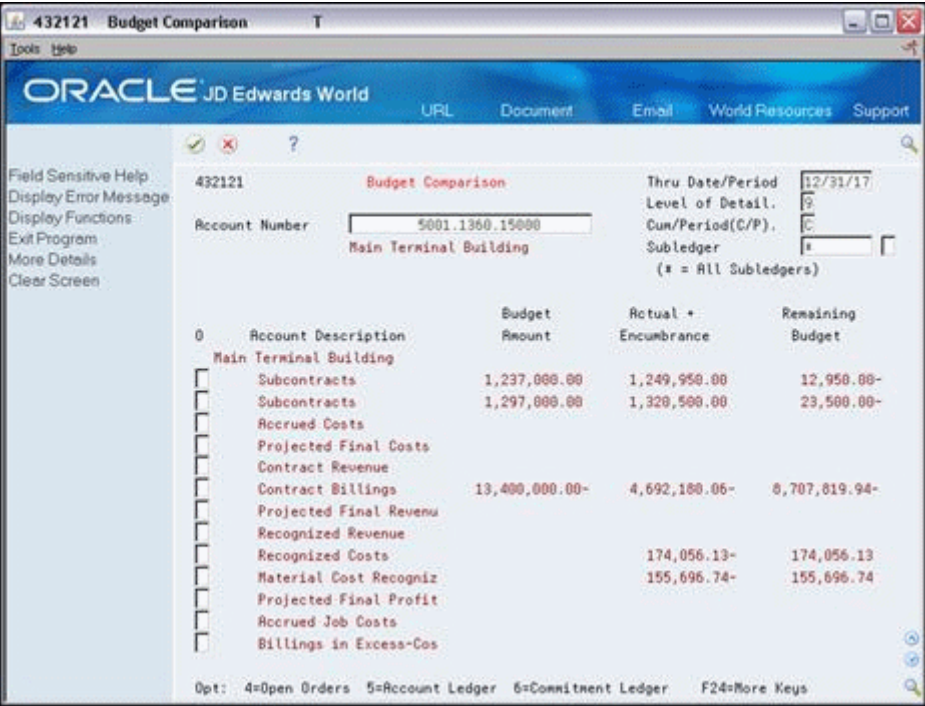 432121 Budget Comparison T
Tools Help
ORACLE JD Edwards World
URL Document Email World Resources Support
?
Field Sensitive Help
Display Error Message
Display Functions
Exit Program
More Details
Clear Screen
432121 Budget Comparison Thru Date/Period 12/31/17
Level of Detail. 9
Account Number 5001.1360.15000 Cum/Period(C/P). C
Main Terminal Building Subledger *
(* = All Subledgers)
Budget Actual + Remaining
O Account Description Amount Encumbrance Budget
Main Terminal Building
Subcontracts 1,237,000.00 1,249,950.00 12,950.00-
Subcontracts 1,297,000.00 1,320,500.00 23,500.00-
Accrued Costs
Projected Final Costs
Contract Revenue
Contract Billings 13,400,000.00- 4,692,180.06- 8,707,819.94-
Projected Final Revenu
Recognized Revenue
Recognized Costs 174,056.13- 174,056.13
Material Cost Recogniz 155,696.74- 155,696.74
Projected Final Profit
Accrued Job Costs
Billings in Excess-Cos
Opt: 4=Open Orders 5=Account Ledger 6=Commitment Ledger F24=More Keys